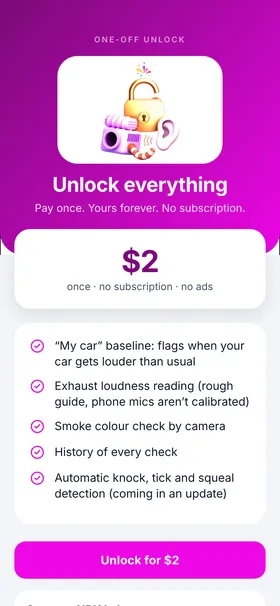 ONE-OFF UNLOCK
Unlock everything
Pay once. Yours forever. No subscription.
$2
once · no subscription · no ads
“My car” baseline: flags when your
car gets louder than usual
Exhaust loudness reading (rough
guide, phone mics aren’t calibrated)
Smoke colour check by camera
History of every check
Automatic knock, tick and squeal
detection (coming in an update)
Unlock for $2